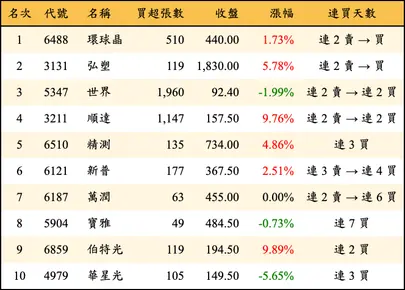 名次 代號 名稱 買超張數 收盤 漲幅 連買天數
1 6488 環球晶 510 440.00 1.73% 連 2 賣 → 買
2 3131 弘塑 119 1,830.00 5.78% 連 2 賣 → 買
3 5347 世界 1,960 92.40 -1.99% 連 2 賣 → 連 2 買
4 3211 順達 1,147 157.50 9.76% 連 2 賣 → 連 2 買
5 6510 精測 135 734.00 4.86% 連 3 買
6 6121 新普 177 367.50 2.51% 連 3 賣 → 連 4 買
7 6187 萬潤 63 455.00 0.00% 連 2 賣 → 連 6 買
8 5904 寶雅 49 484.50 -0.73% 連 7 買
9 6859 伯特光 119 194.50 9.89% 連 2 買
10 4979 華星光 105 149.50 -5.65% 連 3 買